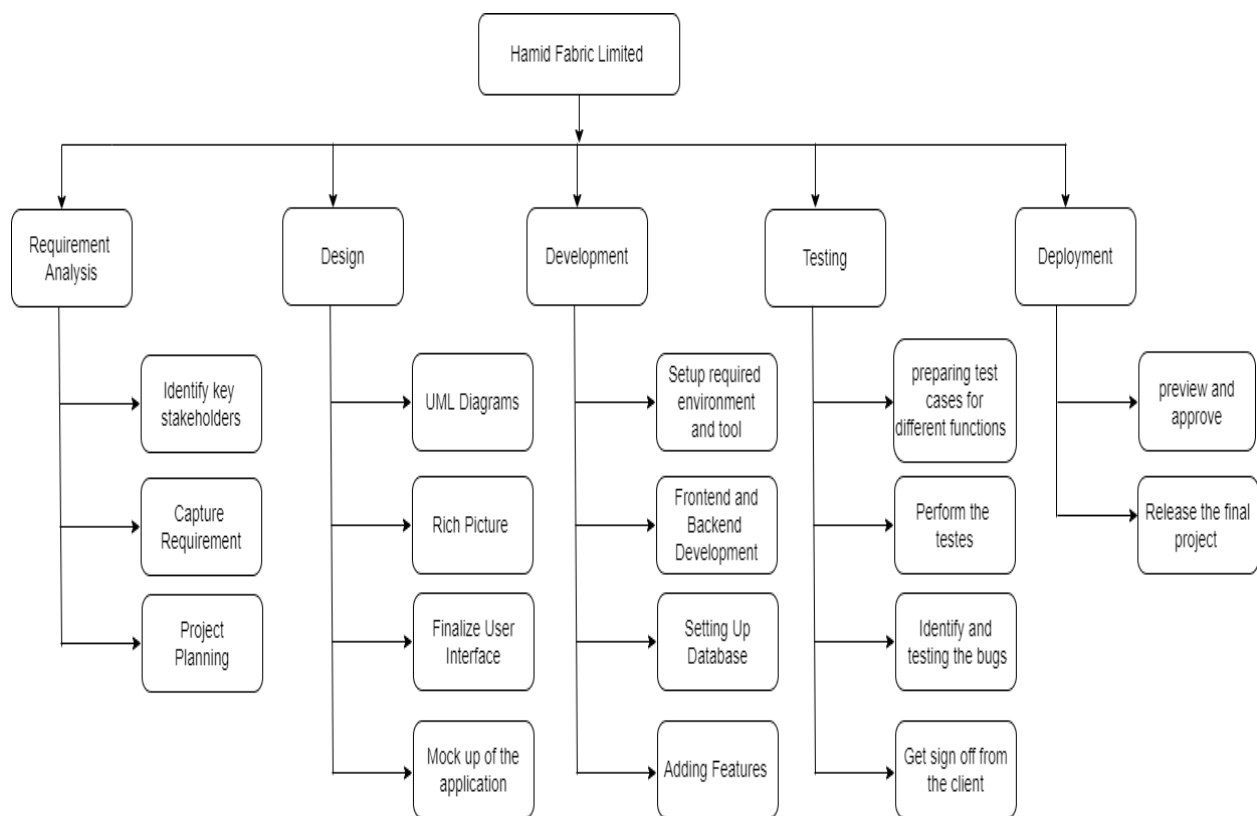 Hamid Fabric Limited
Requirement
Analysis
Design
Development
Testing
Deployment
Identify key
stakeholders
Capture
Requirement
Project
Planning
UML Diagrams
Rich Picture
Finalize User
Interface
Mock up of the
application
Setup required
environment
and tool
Frontend and
Backend
Development
Setting Up
Database
Adding Features
preparing test
cases for
different functions
Perform the
testes
Identify and
testing the bugs
Get sign off from
the client
preview and
approve
Release the final
project